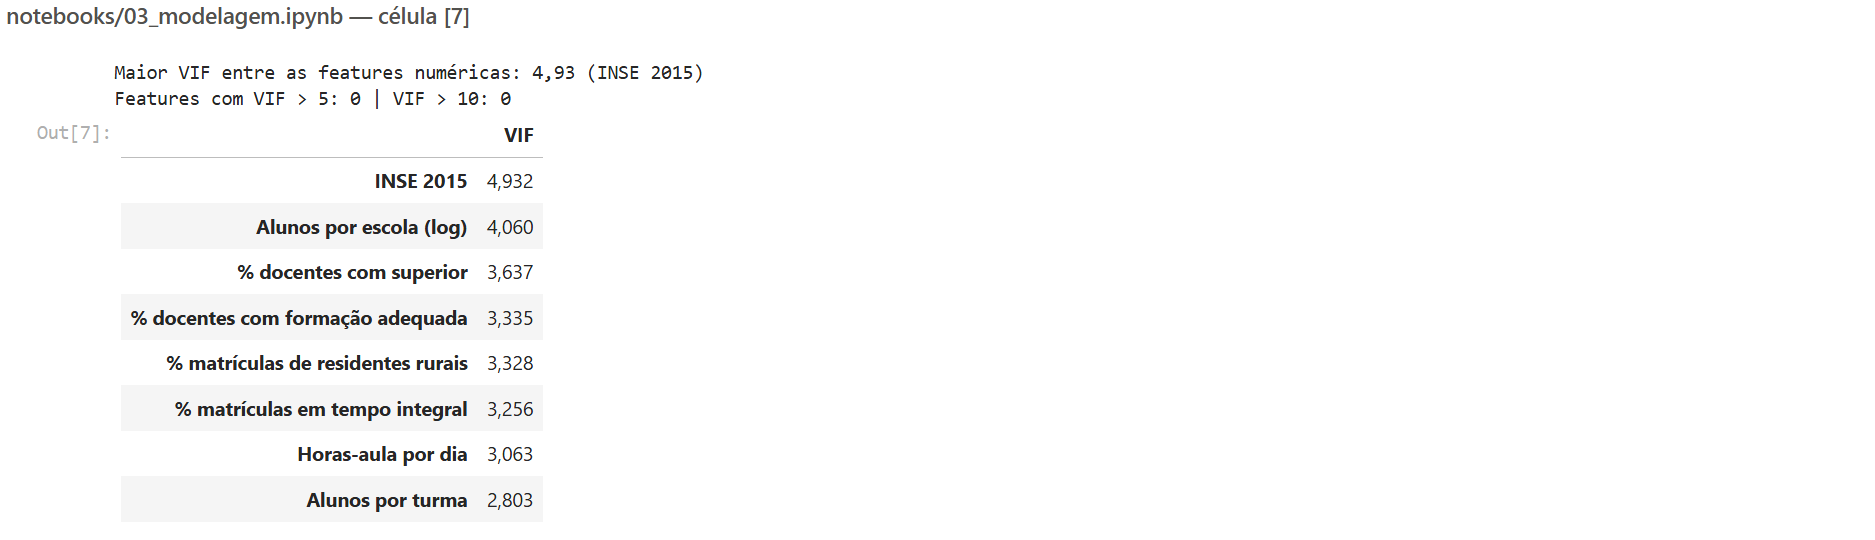 notebooks/03_modelagem.ipynb — célula [7]
Maior VIF entre as features numéricas: 4,93 (INSE 2015)
Features com VIF > 5: 0 | VIF > 10: 0
Out[7]:
VIF
INSE 2015 4,932
Alunos por escola (log) 4,060
% docentes com superior 3,637
% docentes com formação adequada 3,335
% matrículas de residentes rurais 3,328
% matrículas em tempo integral 3,256
Horas-aula por dia 3,063
Alunos por turma 2,803